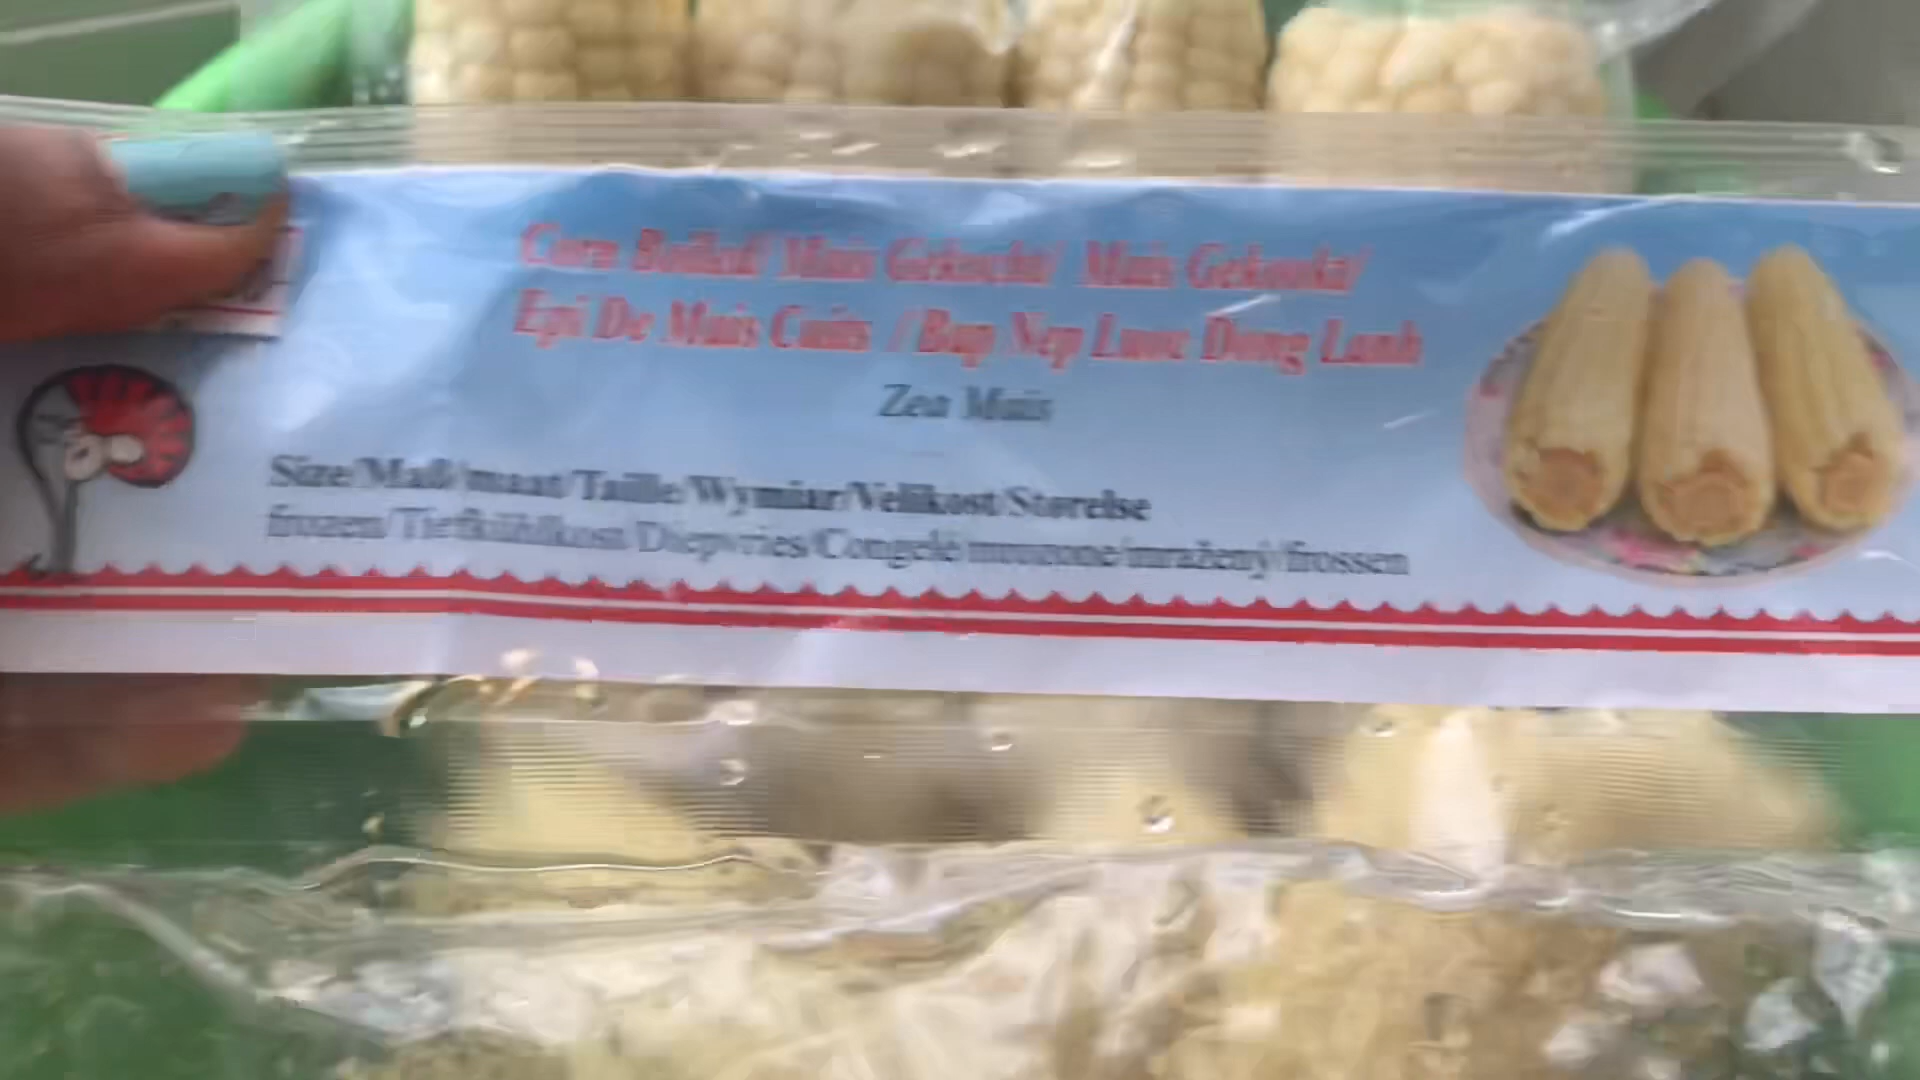 Corn Boiled/ Mais Gekocht/ Mais Gekookt/
Epi De Mais Cuits / Bap Nep Luoc Dong Lanh
Zea Mais
Size/Maß/maat/Taille/Wymiar/Velikost/Storelse
frozen/Tiefkühlkost/Diepvries/Congelé/mrożone/mražený/frossen